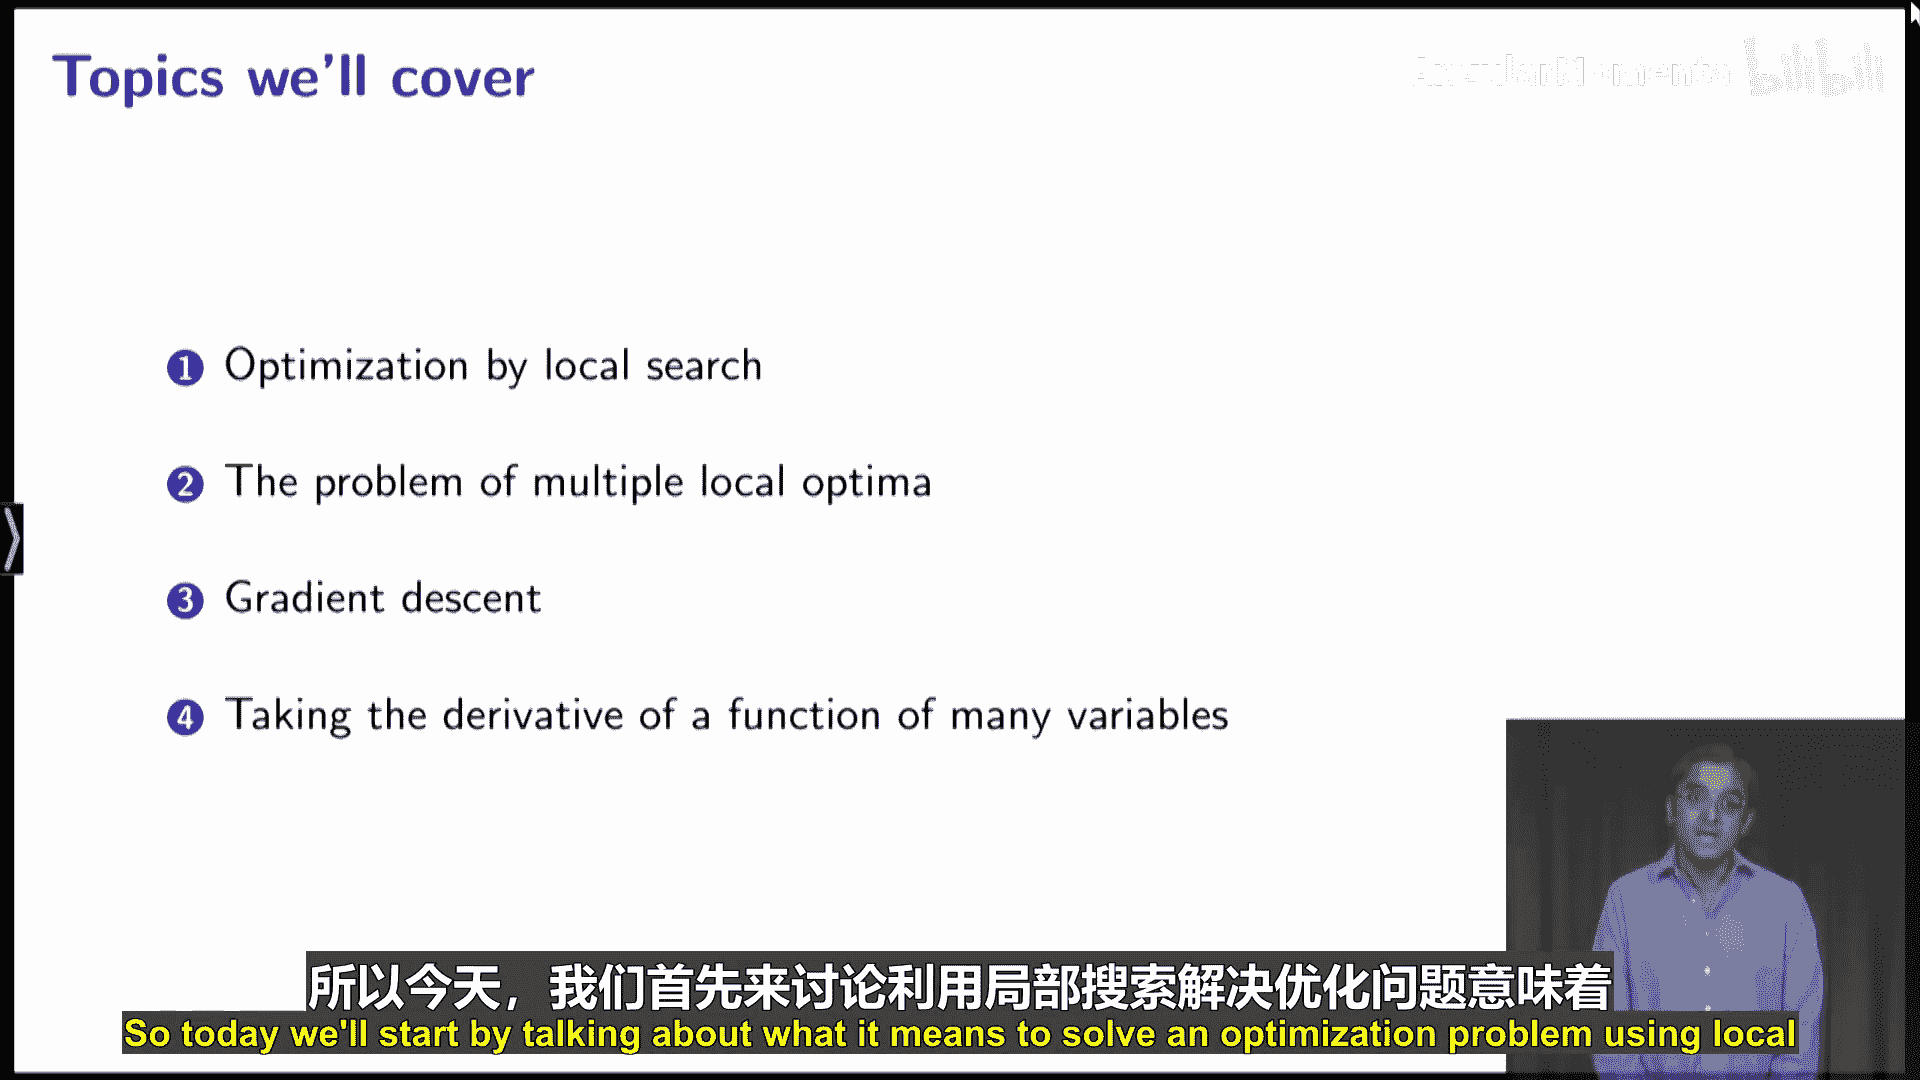 Topics we'll cover
bilibili
1 Optimization by local search
2 The problem of multiple local optima
3 Gradient descent
4 Taking the derivative of a function of many variables
所以今天，我们首先来讨论利用局部搜索解决优化问题意味着
So today we'll start by talking about what it means to solve an optimization problem using local